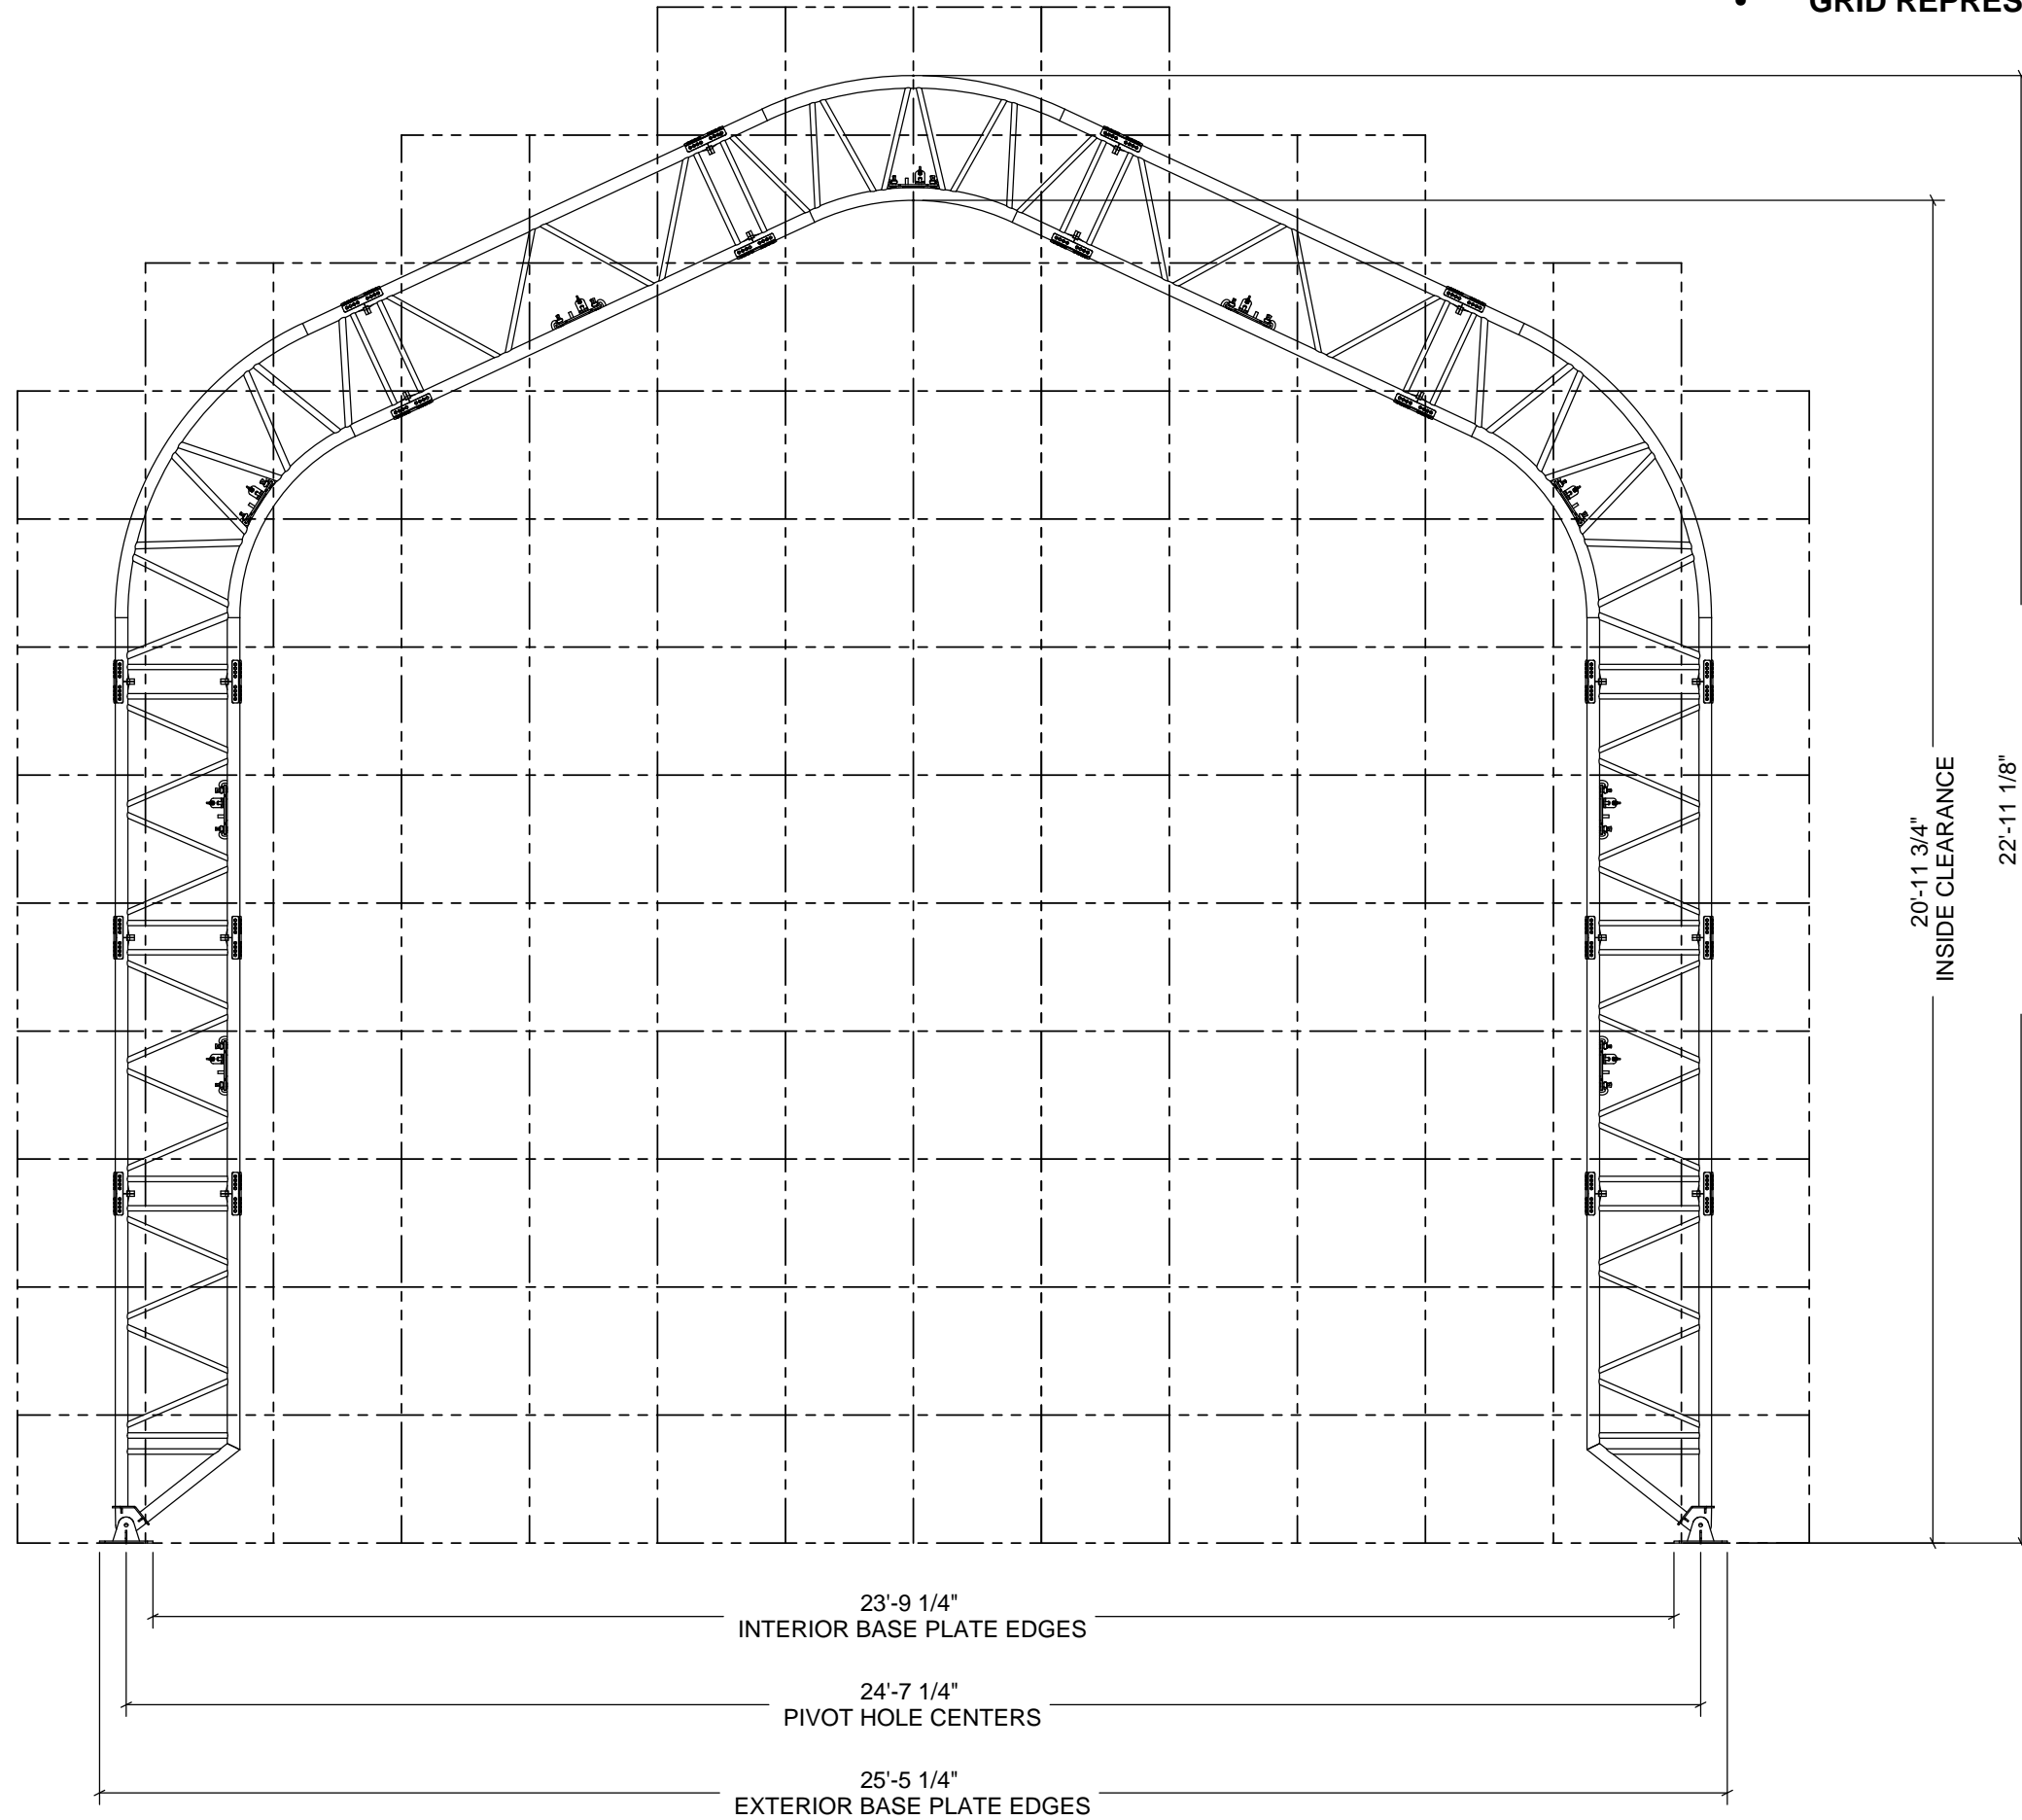 • GRID REPRES
20'-11 3/4"
INSIDE CLEARANCE
22'-11 1/8"
23'-9 1/4"
INTERIOR BASE PLATE EDGES
24'-7 1/4"
PIVOT HOLE CENTERS
25'-5 1/4"
EXTERIOR BASE PLATE EDGES